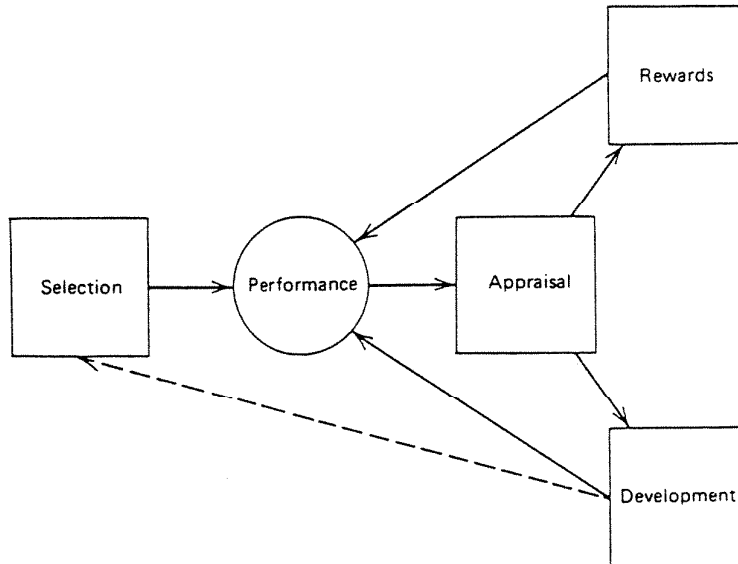 Rewards
Selection
Performance
Appraisal
Development